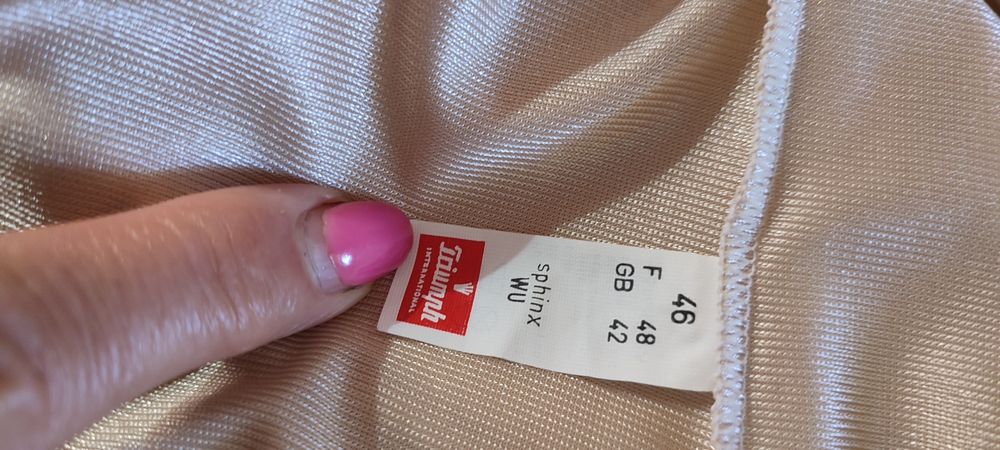 46
F 48
GB 42
sphinx
WU
Triumph
INTERNATIONAL